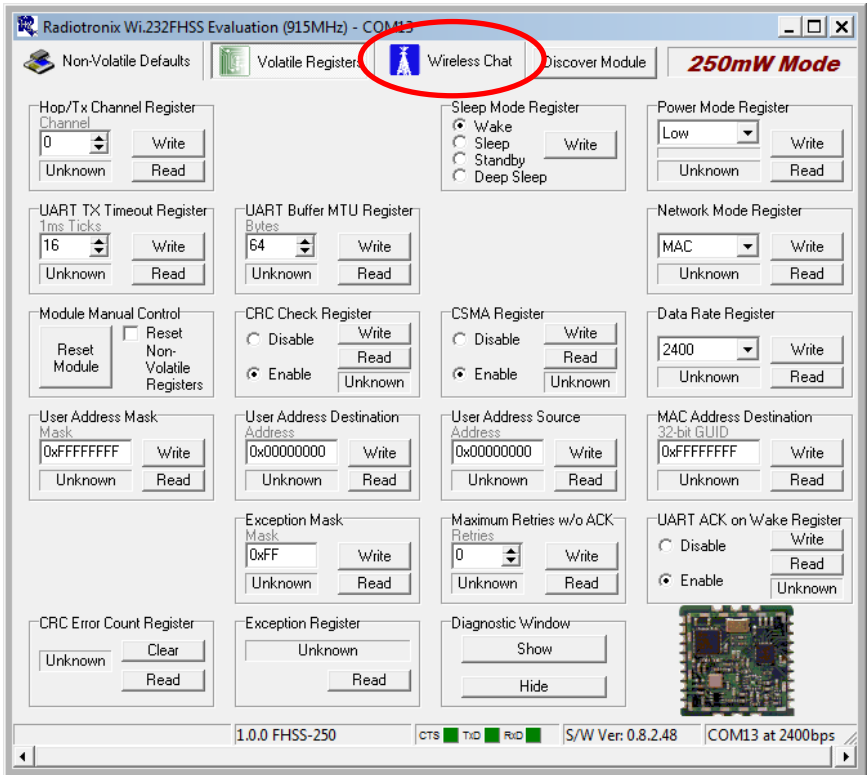 Radiotronix Wi.232FHSS Evaluation (915MHz) - COM13
Non-Volatile Defaults Volatile Registers Wireless Chat Discover Module 250mW Mode
Hop/Tx Channel Register
Channel
0 Write
Unknown Read
Sleep Mode Register
Wake
Sleep Write
Standby
Deep Sleep
Power Mode Register
Low Write
Unknown Read
UART TX Timeout Register
1ms Ticks
16 Write
Unknown Read
UART Buffer MTU Register
Bytes
64 Write
Unknown Read
Network Mode Register
MAC Write
Unknown Read
Module Manual Control
Reset Module
Reset
Non-
Volatile
Registers
CRC Check Register
Disable Write
Read
Enable Unknown
CSMA Register
Disable Write
Read
Enable Unknown
Data Rate Register
2400 Write
Unknown Read
User Address Mask
Mask
0xFFFFFFFF Write
Unknown Read
User Address Destination
Address
0x00000000 Write
Unknown Read
User Address Source
Address
0x00000000 Write
Unknown Read
MAC Address Destination
32-bit GUID
0xFFFFFFFF Write
Unknown Read
Exception Mask
Mask
0xFF Write
Unknown Read
Maximum Retries w/o ACK
Retries
0 Write
Unknown Read
UART ACK on Wake Register
Disable Write
Read
Enable Unknown
CRC Error Count Register
Unknown Clear
Read
Exception Register
Unknown
Read
Diagnostic Window
Show
Hide
1.0.0 FHSS-250 CTS TxD RxD S/W Ver: 0.8.2.48 COM13 at 2400bps